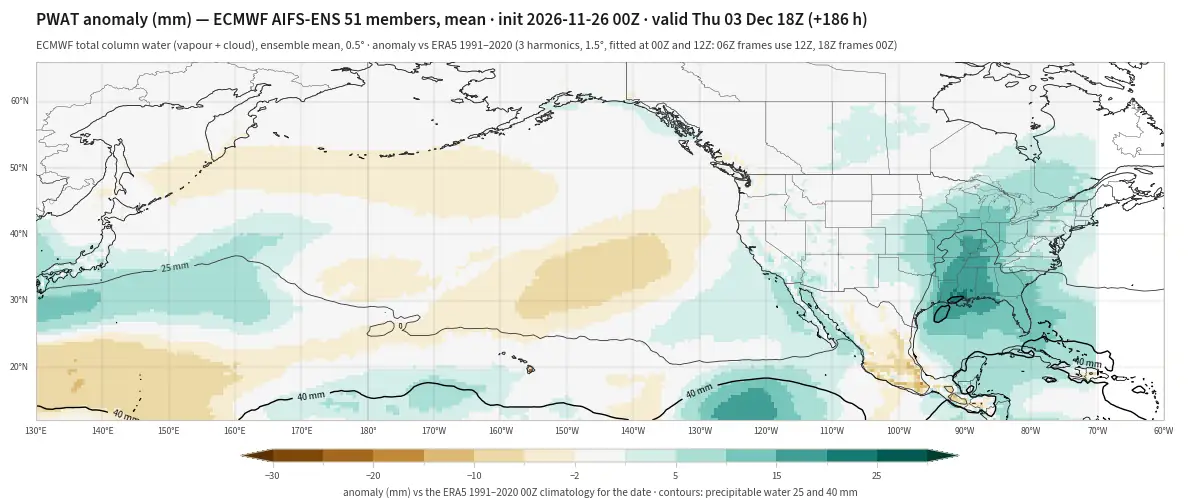 PWAT anomaly (mm) — ECMWF AIFS-ENS 51 members, mean · init 2026-11-26 00Z · valid Thu 03 Dec 18Z (+186 h)
ECMWF total column water (vapour + cloud), ensemble mean, 0.5° · anomaly vs ERA5 1991–2020 (3 harmonics, 1.5°, fitted at 00Z and 12Z: 06Z frames use 12Z, 18Z frames 00Z)
60°N
50°N
40°N
25 mm
30°N
0
20°N
40 mm
40 mm
40 mm
40 mm
130°E 140°E 150°E 160°E 170°E 180° 170°W 160°W 150°W 140°W 130°W 120°W 110°W 100°W 90°W 80°W 70°W 60°W
−30 −20 −10 −2 5 15 25
anomaly (mm) vs the ERA5 1991–2020 00Z climatology for the date · contours: precipitable water 25 and 40 mm